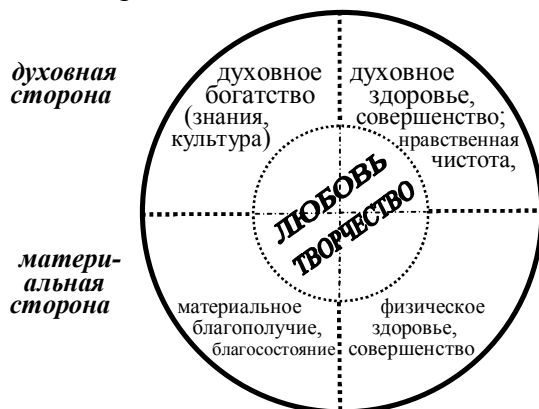 духовная
сторона
духовное
богатство
(знания,
культура)
духовное
здоровье,
совершенство;
нравственная
чистота,
ЛЮБОВЬ
ТВОРЧЕСТВО
матери-
альная
сторона
материальное
благополучие,
благосостояние
физическое
здоровье,
совершенство